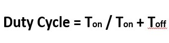 Duty Cycle = Ton / Ton + Toff